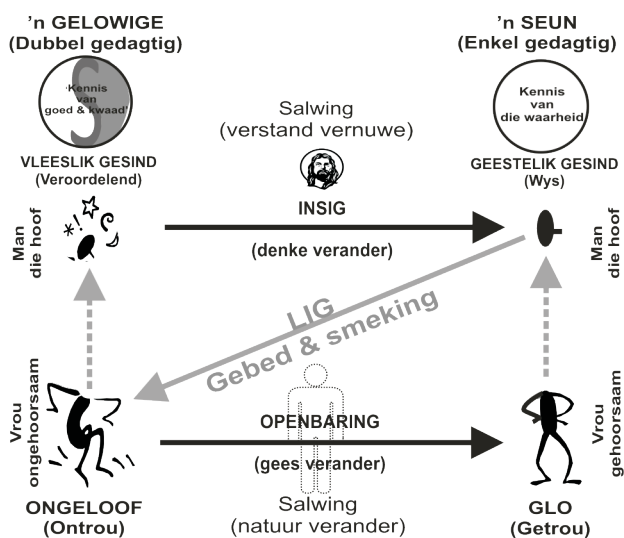 'n GELOWIGE
(Dubbel gedagtig)
'Kennis
van
goed & kwaad'
S
VLEESLIK GESIND
(Veroordelend)
Man
die hoof
*!
Vrou
ongehoorsaam
ONGELOOF
(Ontrou)
Salwing
(verstand vernuwe)
INSIG
(denke verander)
LIG
Gebed & smeking
OPENBARING
(gees verander)
Salwing
(natuur verander)
'n SEUN
(Enkel gedagtig)
Kennis
van
die waarheid
GEESTELIK GESIND
(Wys)
Man
die hoof
Vrou
gehoorsaam
GLO
(Getrou)